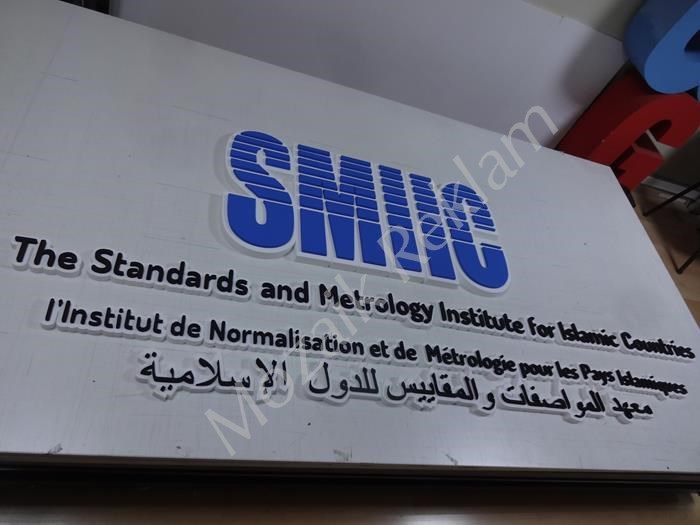 SMIIC
The Standards and Metrology Institute for Islamic Countries
l'Institut de Normalisation et de Métrologie pour les Pays Islamiques
معهد المواصفات والمقاييس للدول الإسلامية
Mozaik Reklam